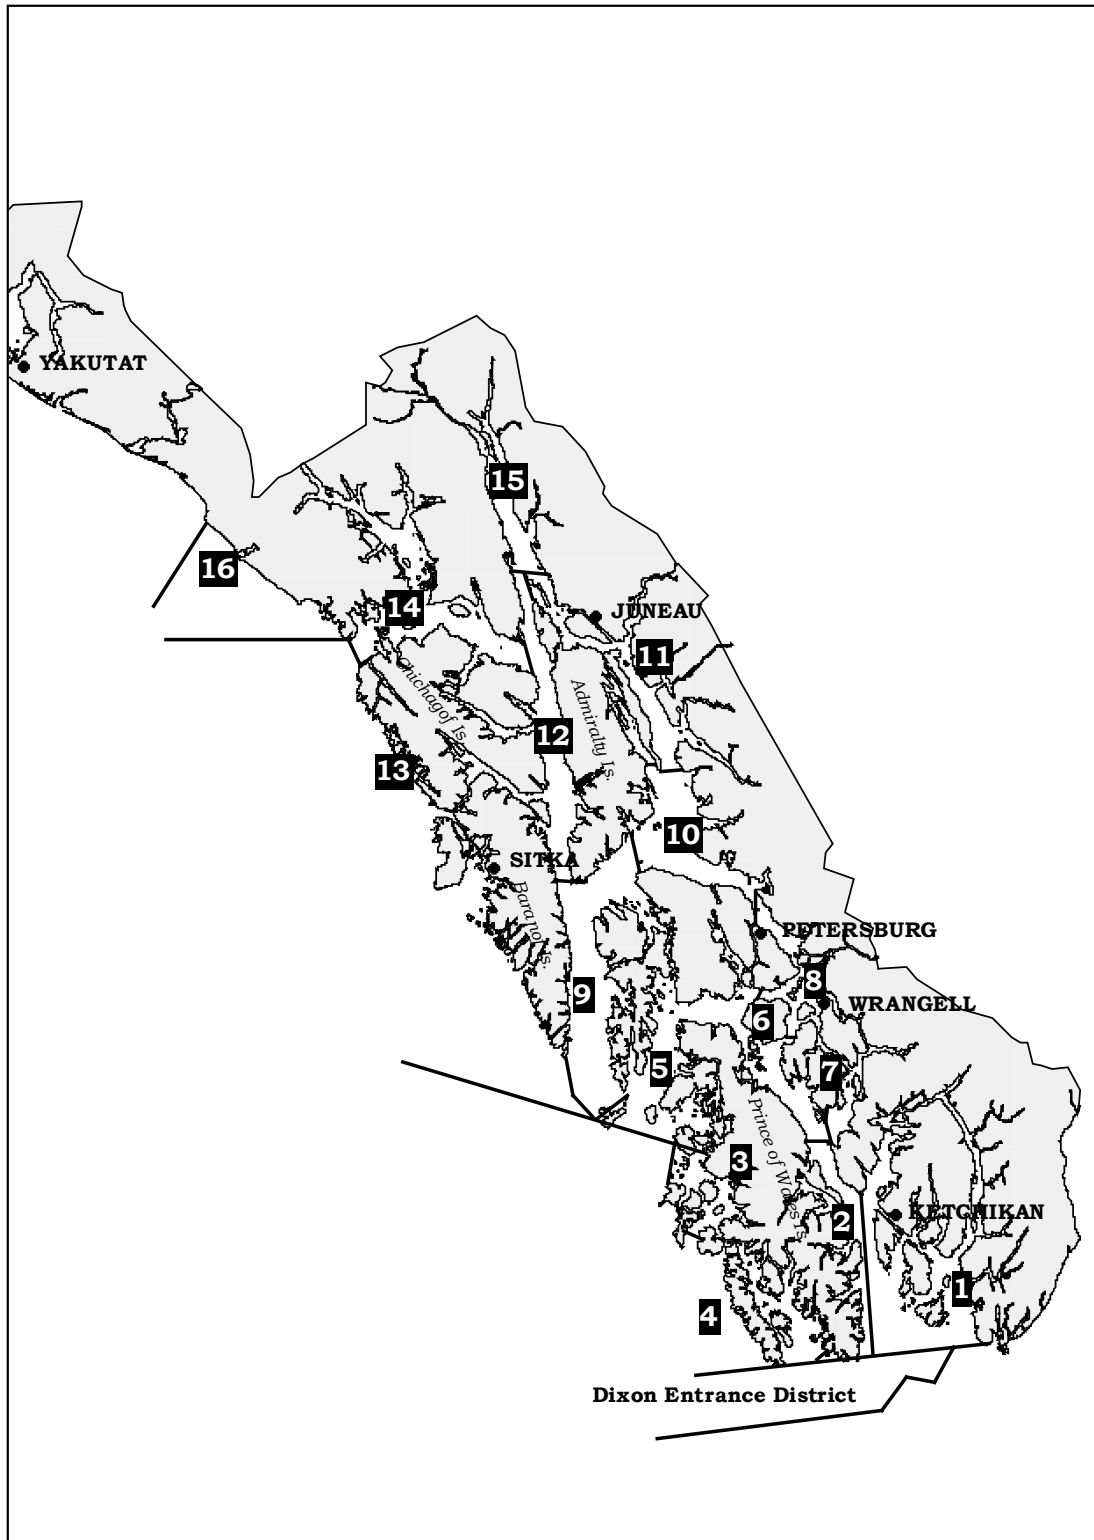 YAKUTAT
15
16
14
JUNEAU
11
Chichagof Is.
Admiralty Is.
12
13
10
SITKA
Baranof Is.
PETERSBURG
8
9
WRANGELL
6
5
7
Prince of Wales Is.
3
KETCHIKAN
2
1
4
Dixon Entrance District